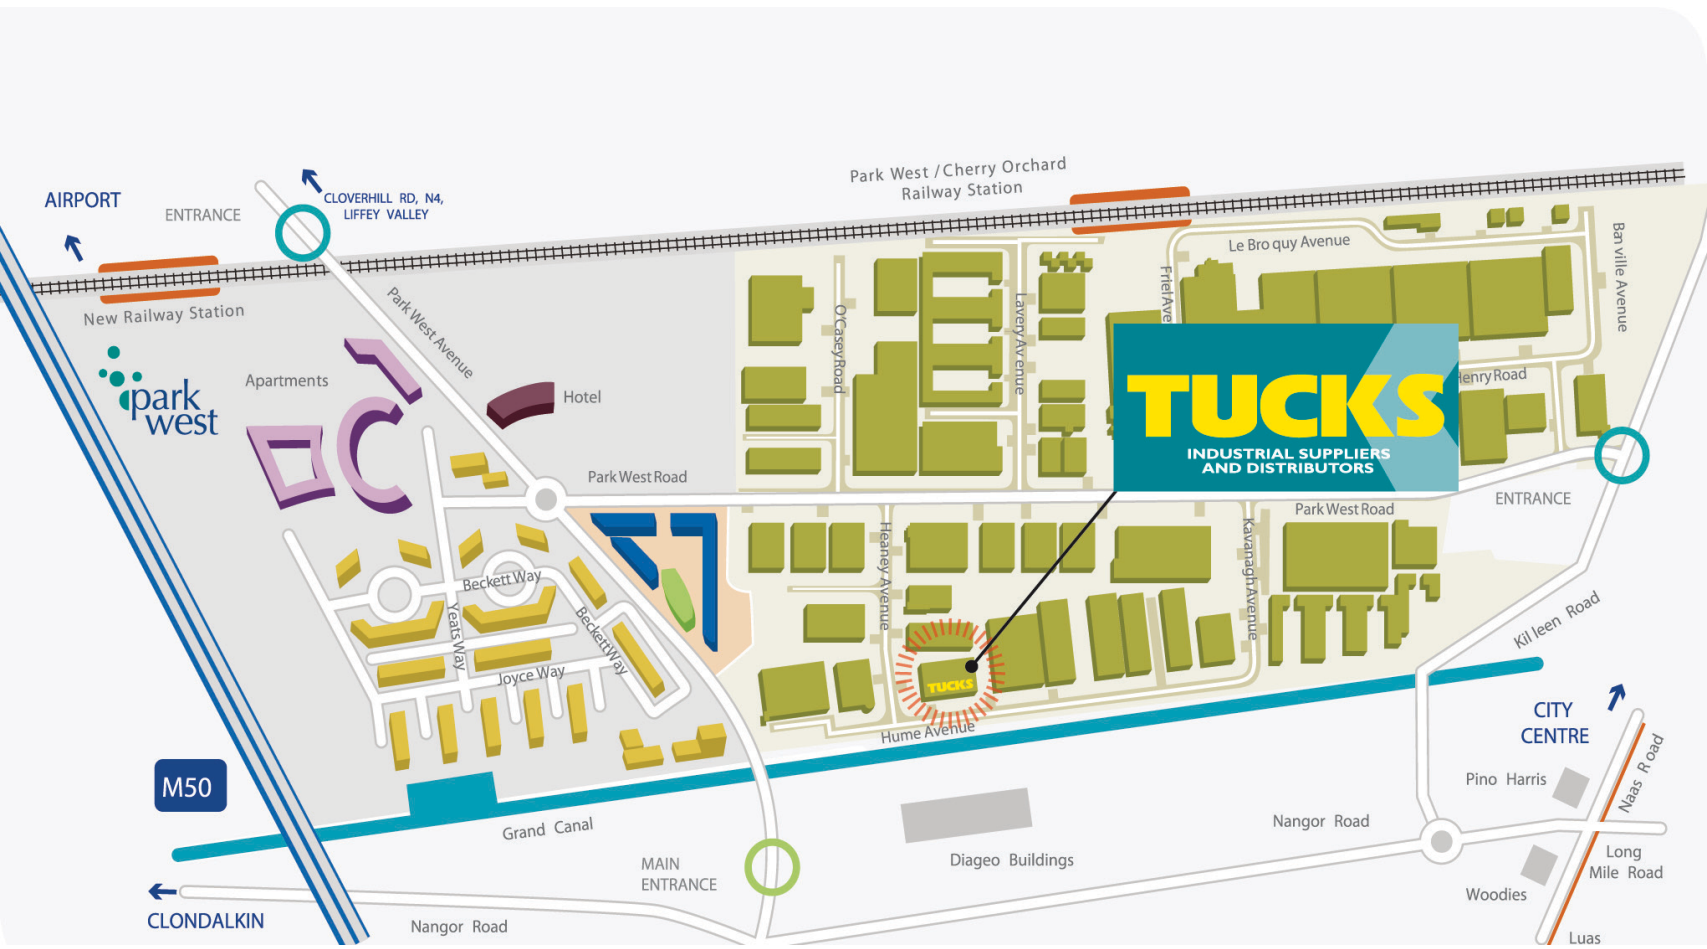 Park West / Cherry Orchard
Railway Station
AIRPORT
ENTRANCE
CLOVERHILL RD, N4,
LIFFEY VALLEY
New Railway Station
park
west
Apartments
Park West Avenue
Hotel
Park West Road
O'Casey Road
Lavery Avenue
Friel Ave
Le Bro quy Avenue
Ban ville Avenue
Henry Road
TUCKS
INDUSTRIAL SUPPLIERS
AND DISTRIBUTORS
ENTRANCE
Park West Road
Heaney Avenue
Kavanagh Avenue
Beckett Way
Yeats Way
Beckett Way
Joyce Way
TUCKS
Hume Avenue
Kil leen Road
CITY
CENTRE
M50
Grand Canal
MAIN
ENTRANCE
Diageo Buildings
Nangor Road
Pino Harris
Naas Road
Long
Mile Road
Woodies
Luas
CLONDALKIN
Nangor Road